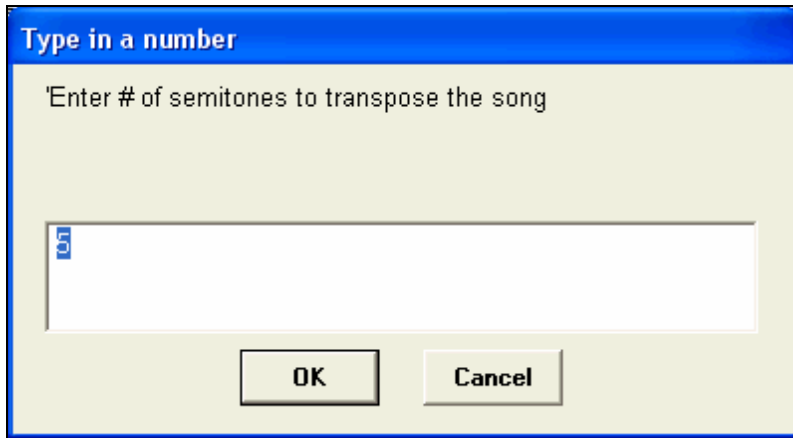 Type in a number
'Enter # of semitones to transpose the song
5
OK Cancel